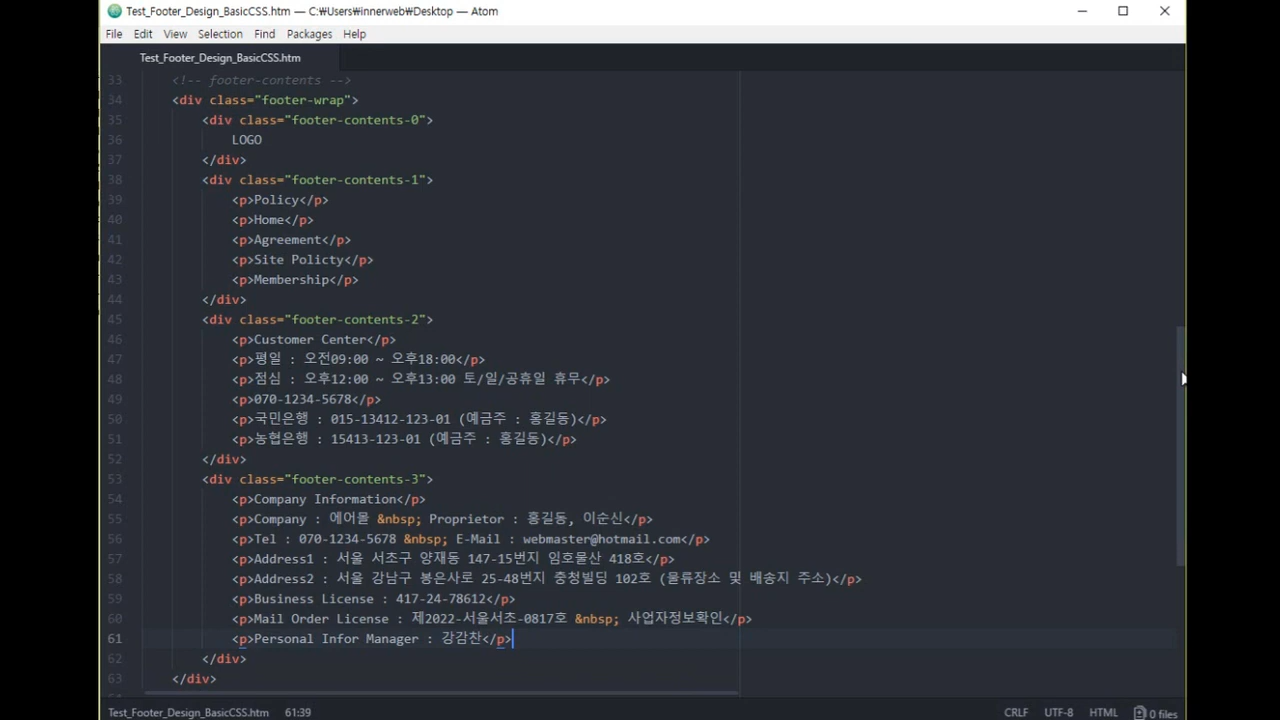 Test_Footer_Design_BasicCSS.htm — C:₩Users₩innerweb₩Desktop — Atom
File Edit View Selection Find Packages Help
Test_Footer_Design_BasicCSS.htm
33 <!-- footer-contents -->
34 <div class="footer-wrap">
35 <div class="footer-contents-0">
36 LOGO
37 </div>
38 <div class="footer-contents-1">
39 <p>Policy</p>
40 <p>Home</p>
41 <p>Agreement</p>
42 <p>Site Policty</p>
43 <p>Membership</p>
44 </div>
45 <div class="footer-contents-2">
46 <p>Customer Center</p>
47 <p>평일 : 오전09:00 ~ 오후18:00</p>
48 <p>점심 : 오후12:00 ~ 오후13:00 토/일/공휴일 휴무</p>
49 <p>070-1234-5678</p>
50 <p>국민은행 : 015-13412-123-01 (예금주 : 홍길동)</p>
51 <p>농협은행 : 15413-123-01 (예금주 : 홍길동)</p>
52 </div>
53 <div class="footer-contents-3">
54 <p>Company Information</p>
55 <p>Company : 에어몰 &nbsp; Proprietor : 홍길동, 이순신</p>
56 <p>Tel : 070-1234-5678 &nbsp; E-Mail : webmaster@hotmail.com</p>
57 <p>Address1 : 서울 서초구 양재동 147-15번지 임호물산 418호</p>
58 <p>Address2 : 서울 강남구 봉은사로 25-48번지 충청빌딩 102호 (물류장소 및 배송지 주소)</p>
59 <p>Business License : 417-24-78612</p>
60 <p>Mail Order License : 제2022-서울서초-0817호 &nbsp; 사업자정보확인</p>
61 <p>Personal Infor Manager : 강감찬</p>
62 </div>
63 </div>
Test_Footer_Design_BasicCSS.htm 61:39 CRLF UTF-8 HTML 0 files